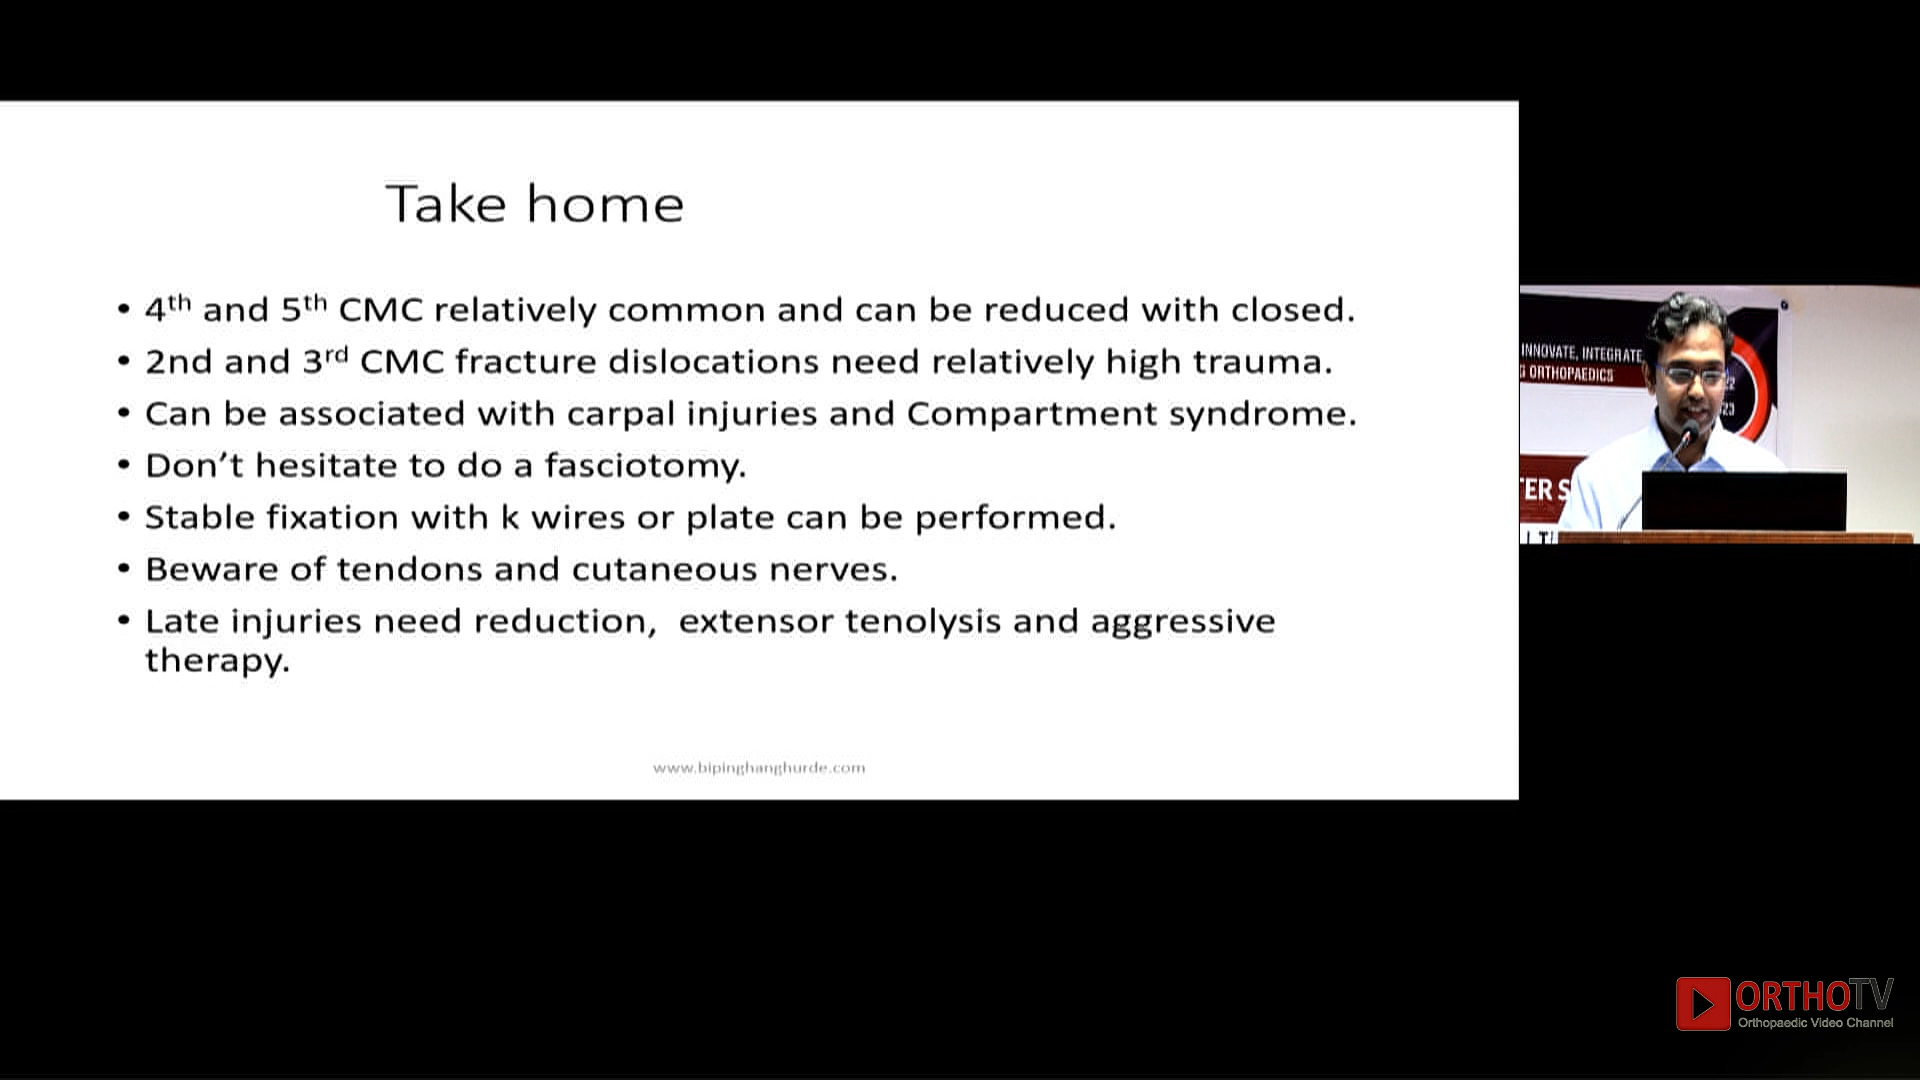 Take home
• 4th and 5th CMC relatively common and can be reduced with closed.
• 2nd and 3rd CMC fracture dislocations need relatively high trauma.
• Can be associated with carpal injuries and Compartment syndrome.
• Don't hesitate to do a fasciotomy.
• Stable fixation with k wires or plate can be performed.
• Beware of tendons and cutaneous nerves.
• Late injuries need reduction,  extensor tenolysis and aggressive
therapy.
www.bipinghanghurde.com
INNOVATE, INTEGRATE
ORTHOPAEDICS
TER S
ORTHOTV
Orthopaedic Video Channel